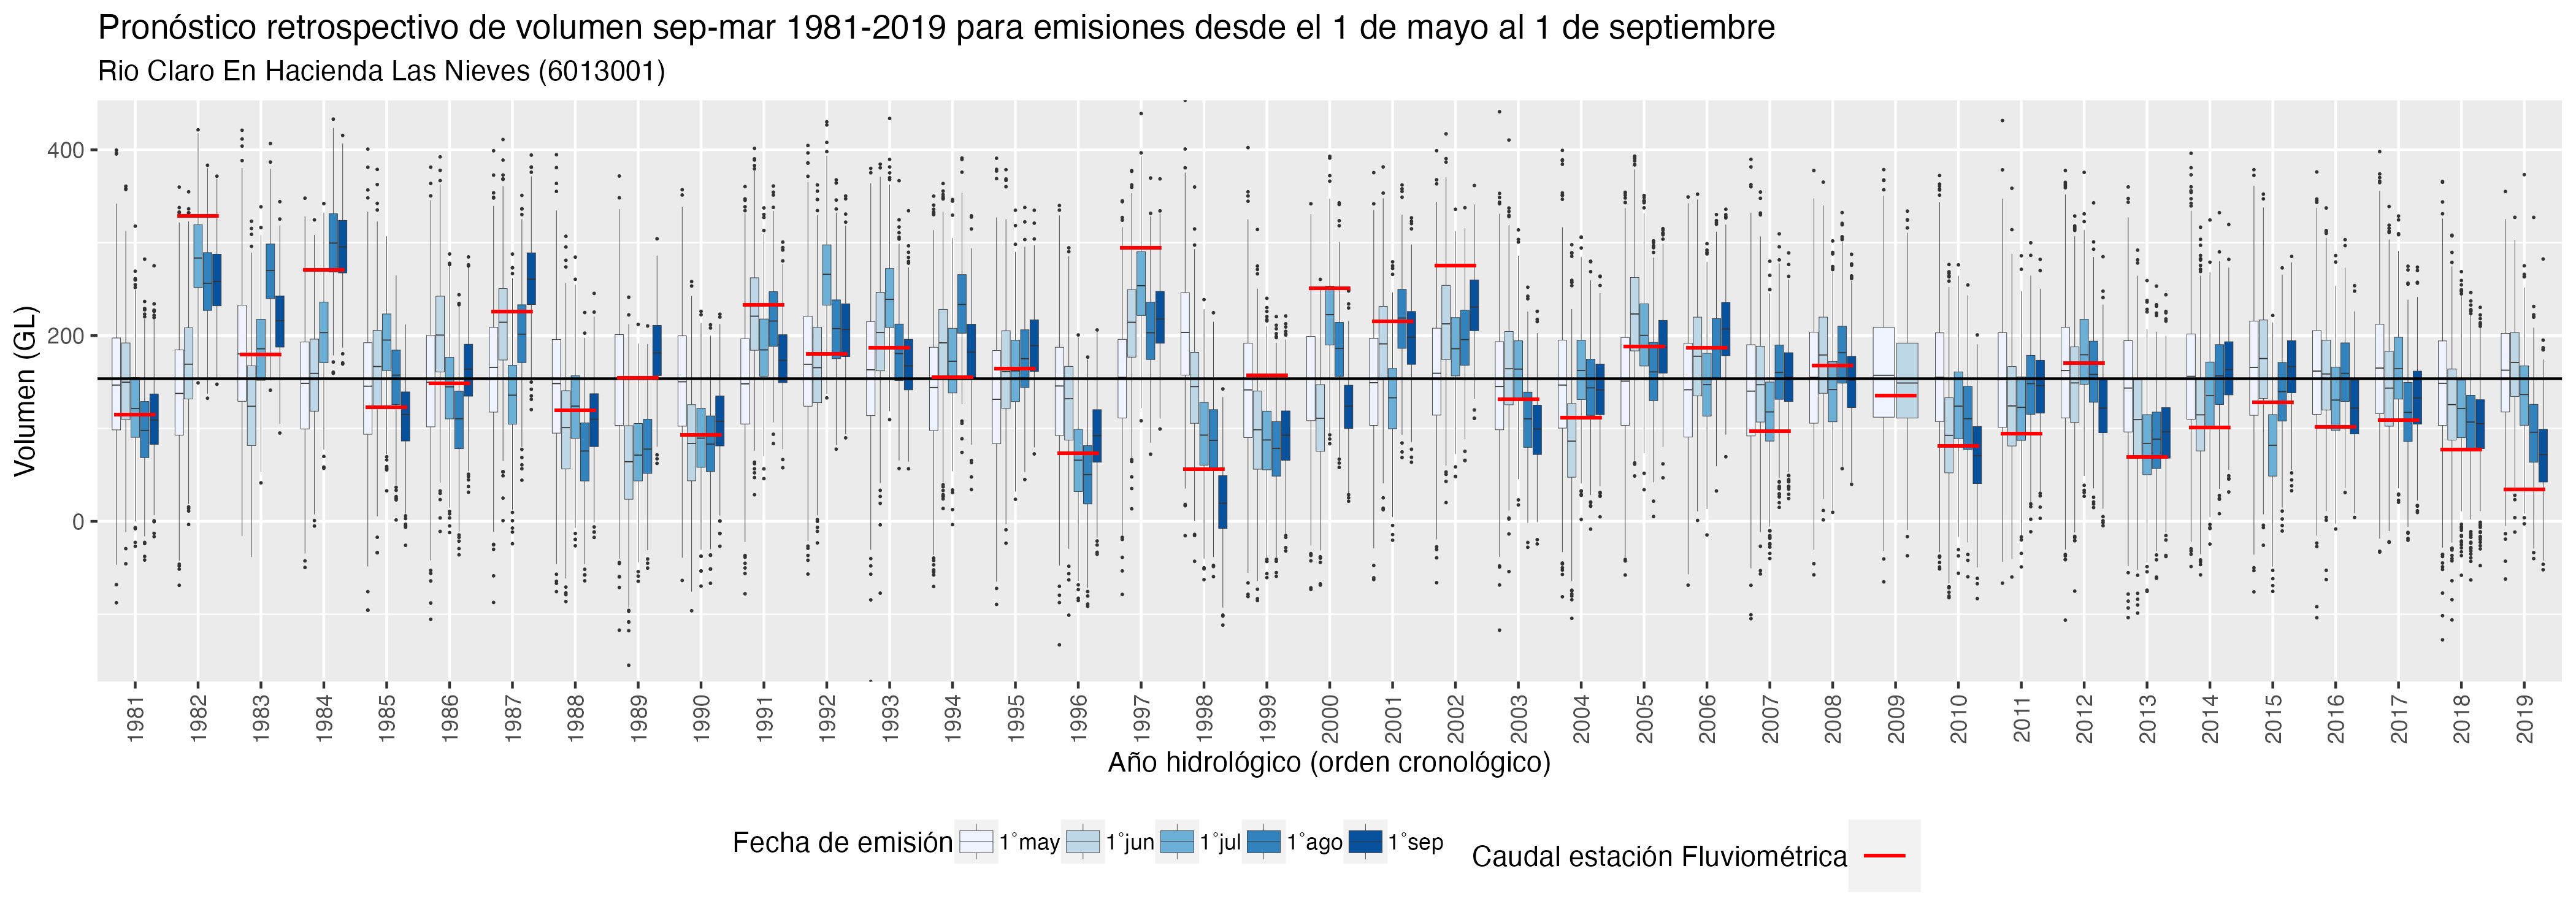 Pronóstico retrospectivo de volumen sep-mar 1981-2019 para emisiones desde el 1 de mayo al 1 de septiembre
Rio Claro En Hacienda Las Nieves (6013001)
Volumen (GL)
400
200
0
1981 1982 1983 1984 1985 1986 1987 1988 1989 1990 1991 1992 1993 1994 1995 1996 1997 1998 1999 2000 2001 2002 2003 2004 2005 2006 2007 2008 2009 2010 2011 2012 2013 2014 2015 2016 2017 2018 2019
Año hidrológico (orden cronológico)
Fecha de emisión 1°may 1°jun 1°jul 1°ago 1°sep Caudal estación Fluviométrica